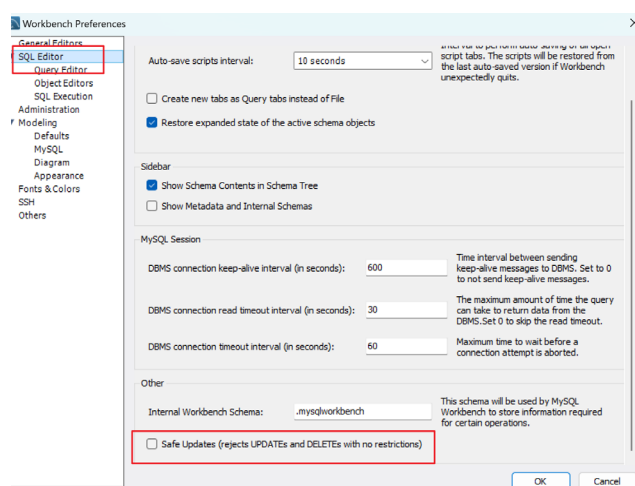 Workbench Preferences
General Editors
SQL Editor
Query Editor
Object Editors
SQL Execution
Administration
Modeling
Defaults
MySQL
Diagram
Appearance
Fonts & Colors
SSH
Others
Interval to perform auto-saving of all open
Auto-save scripts interval:
10 seconds
script tabs. The scripts will be restored from
the last auto-saved version if Workbench
unexpectedly quits.
Create new tabs as Query tabs instead of File
Restore expanded state of the active schema objects
Sidebar
Show Schema Contents in Schema Tree
Show Metadata and Internal Schemas
MySQL Session
DBMS connection keep-alive interval (in seconds):
600
Time interval between sending
keep-alive messages to DBMS. Set to 0
to not send keep-alive messages.
DBMS connection read timeout interval (in seconds):
30
The maximum amount of time the query
can take to return data from the
DBMS.Set 0 to skip the read timeout.
DBMS connection timeout interval (in seconds):
60
Maximum time to wait before a
connection attempt is aborted.
Other
Internal Workbench Schema:
.mysqlworkbench
This schema will be used by MySQL
Workbench to store information required
for certain operations.
Safe Updates (rejects UPDATEs and DELETEs with no restrictions)
OK
Cancel